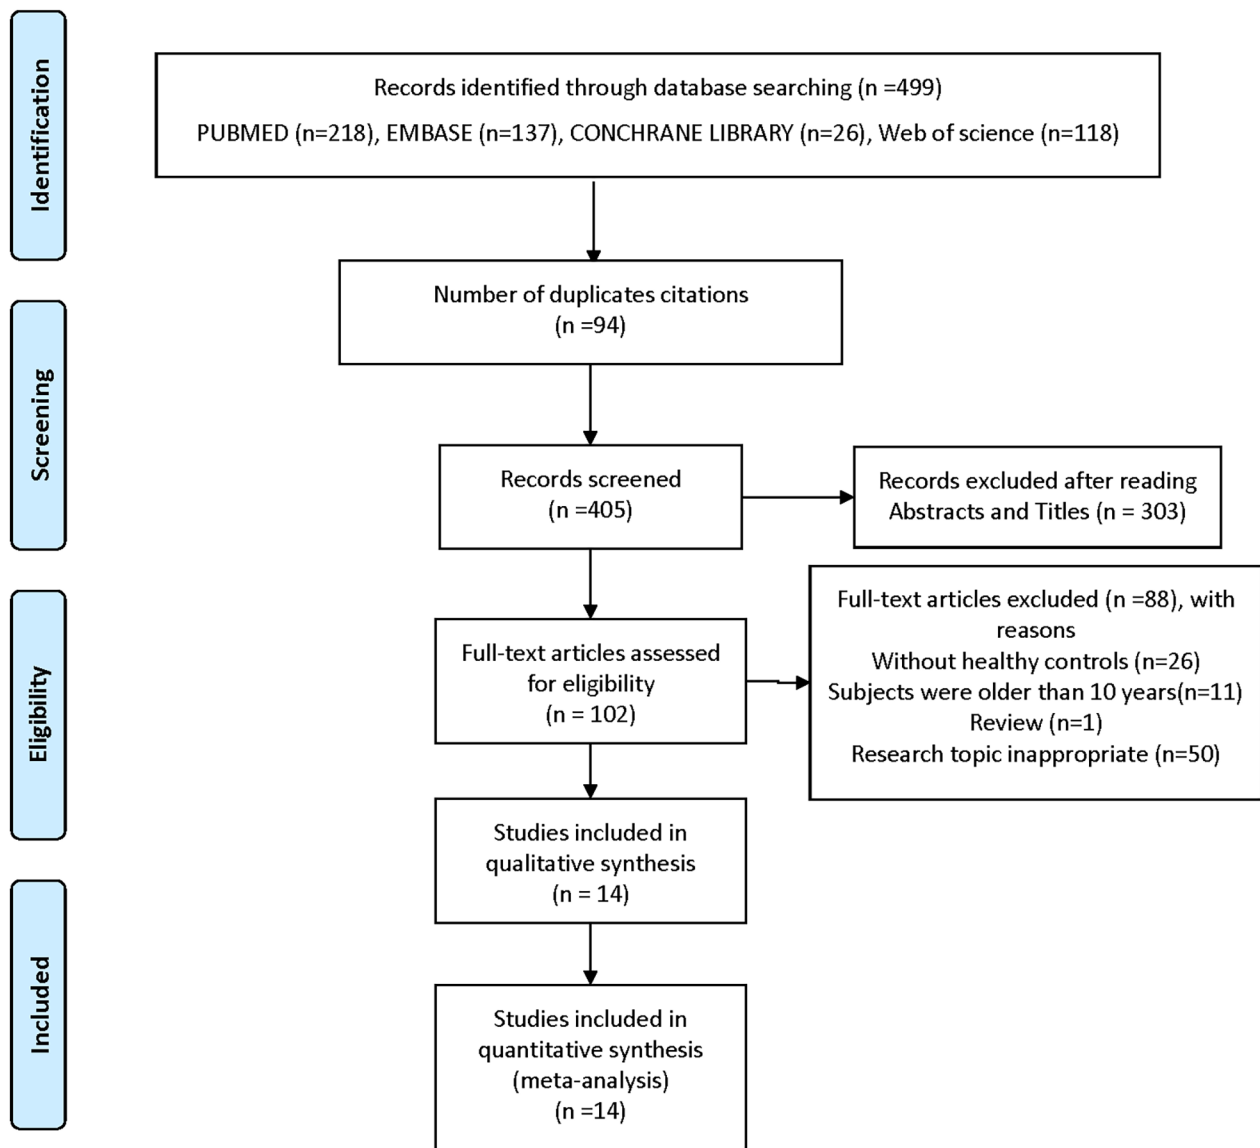 Identification
Records identified through database searching (n =499)
PUBMED (n=218), EMBASE (n=137), CONCHRANE LIBRARY (n=26), Web of science (n=118)
Number of duplicates citations
(n =94)
Screening
Records screened
(n =405)
Records excluded after reading
Abstracts and Titles (n = 303)
Eligibility
Full-text articles assessed
for eligibility
(n = 102)
Full-text articles excluded (n =88), with
reasons
Without healthy controls (n=26)
Subjects were older than 10 years(n=11)
Review (n=1)
Research topic inappropriate (n=50)
Studies included in
qualitative synthesis
(n = 14)
Included
Studies included in
quantitative synthesis
(meta-analysis)
(n =14)